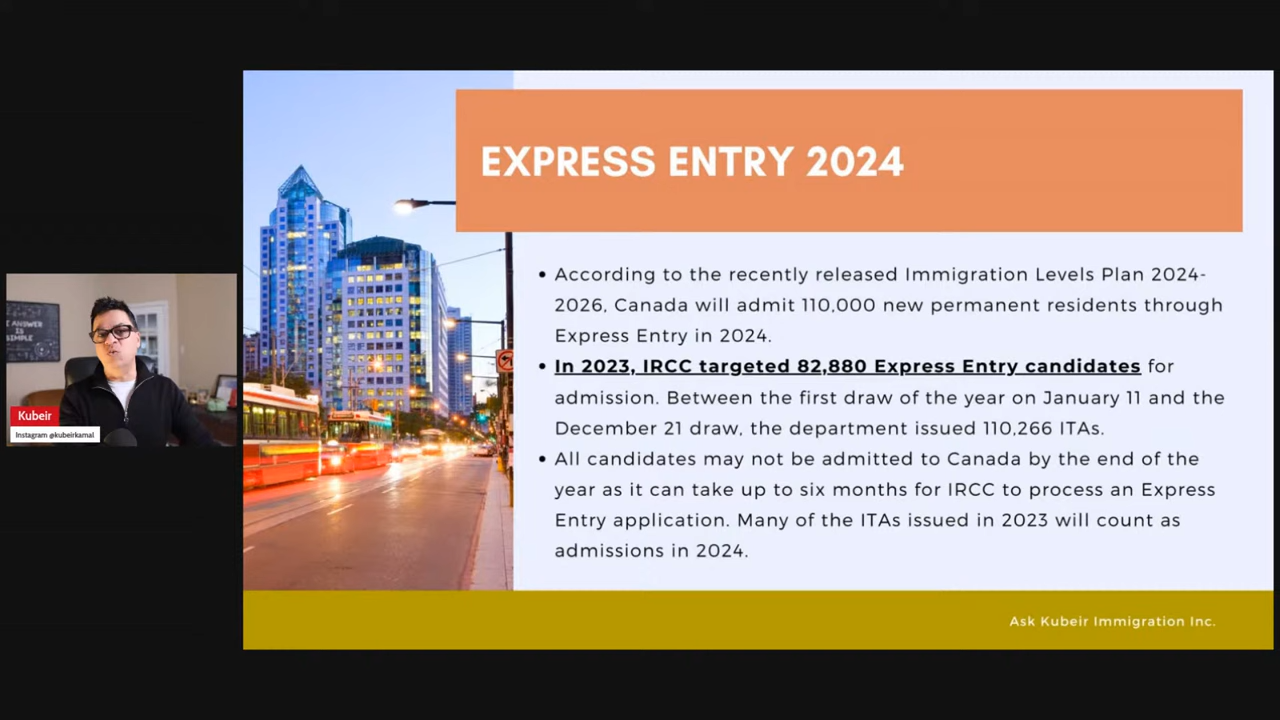 EXPRESS ENTRY 2024
According to the recently released Immigration Levels Plan 2024-
2026, Canada will admit 110,000 new permanent residents through
Express Entry in 2024.
In 2023, IRCC targeted 82,880 Express Entry candidates for
admission. Between the first draw of the year on January 11 and the
December 21 draw, the department issued 110,266 ITAs.
All candidates may not be admitted to Canada by the end of the
year as it can take up to six months for IRCC to process an Express
Entry application. Many of the ITAs issued in 2023 will count as
admissions in 2024.
Ask Kubeir Immigration Inc.
ANSWER
IS
SIMPLE
Kubeir
Instagram @kubeirkamal